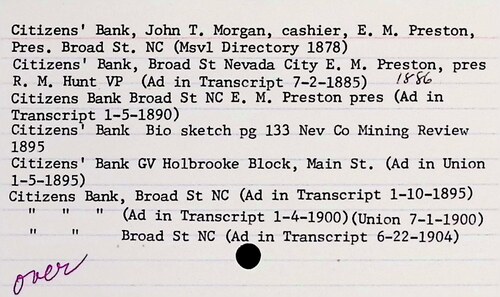 Citizens' Bank, John T. Morgan, cashier, E. M. Preston,
Pres. Broad St. NC (Msvl Directory 1878)
Citizens' Bank, Broad St Nevada City E. M. Preston, pres
R. M. Hunt VP (Ad in Transcript 7-2-1885) 1886
Citizens Bank Broad St NC E. M. Preston pres (Ad in
Transcript 1-5-1890)
Citizens' Bank Bio sketch pg 133 Nev Co Mining Review
1895
Citizens' Bank GV Holbrooke Block, Main St. (Ad in Union
1-5-1895)
Citizens Bank, Broad St NC (Ad in Transcript 1-10-1895)
" " " (Ad in Transcript 1-4-1900)(Union 7-1-1900)
" " Broad St NC (Ad in Transcript 6-22-1904)
over